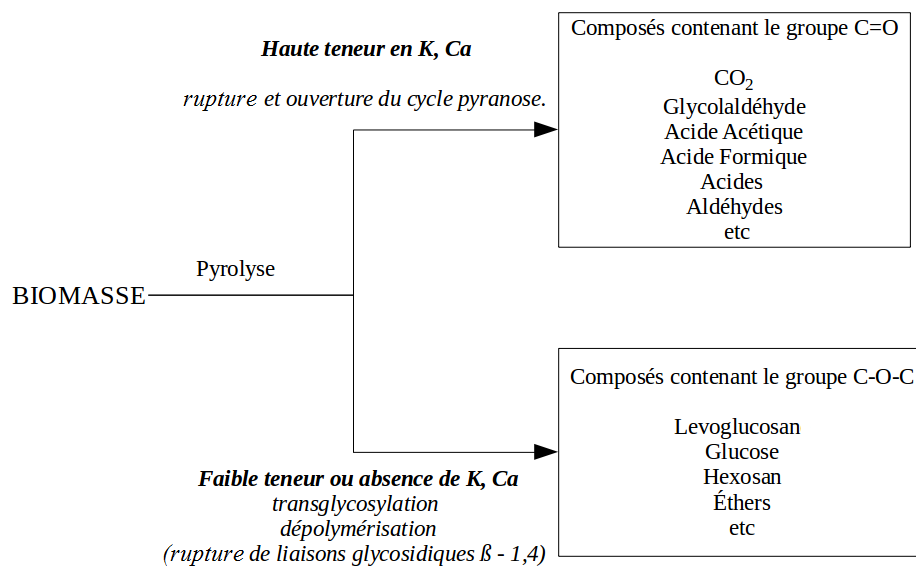 Haute teneur en K, Ca
rupture et ouverture du cycle pyranose.
Composés contenant le groupe C=O
CO₂
Glycolaldéhyde
Acide Acétique
Acide Formique
Acides
Aldéhydes
etc
Pyrolyse
BIOMASSE
Faible teneur ou absence de K, Ca
transglycosylation
dépolymérisation
(rupture de liaisons glycosidiques ß - 1,4)
Composés contenant le groupe C-O-C
Levoglucosan
Glucose
Hexosan
Éthers
etc